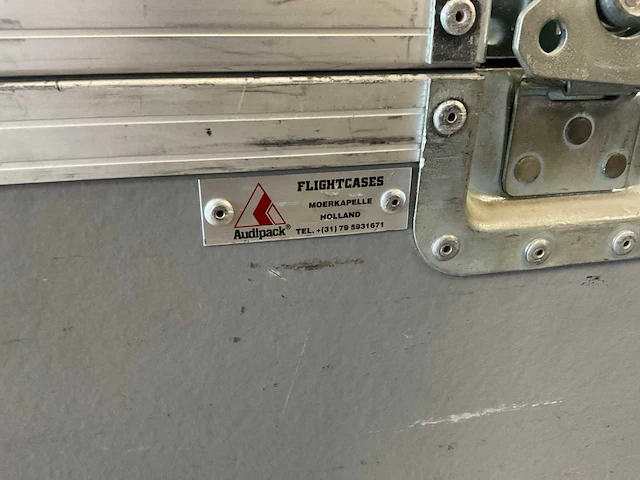 FLIGHTCASES
MOERKAPELLE
HOLLAND
TEL. +(31) 79 5931671
Audipack®